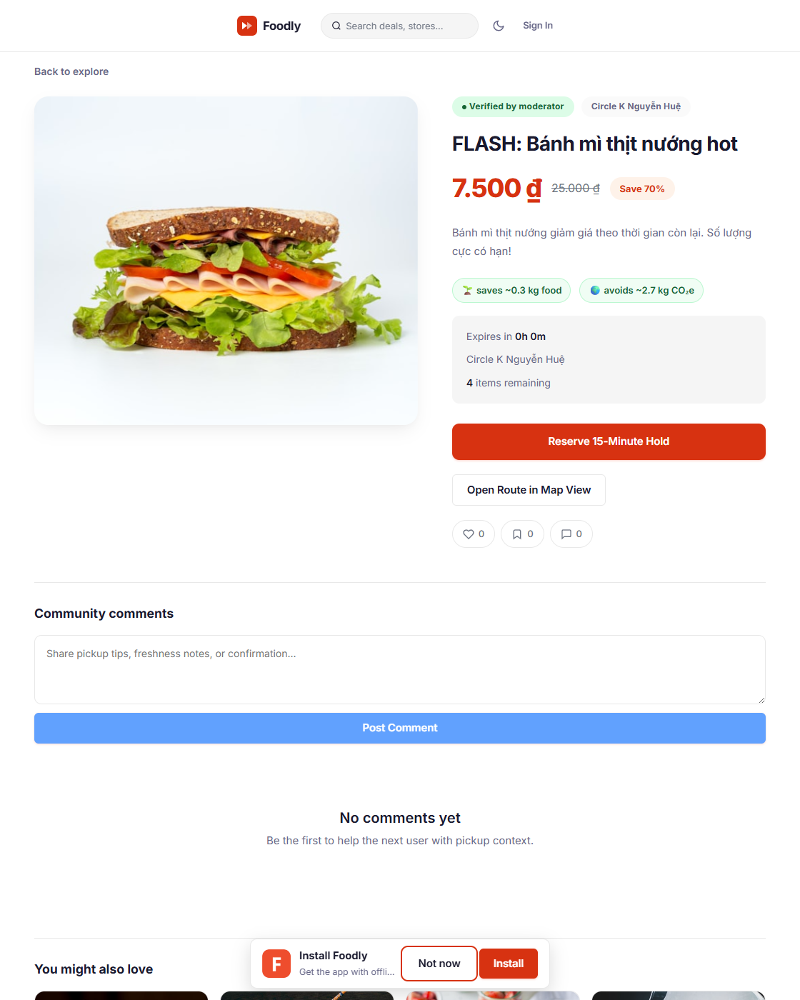 Foodly
Search deals, stores...
Sign In
Back to explore
Verified by moderator
Circle K Nguyễn Huệ
FLASH: Bánh mì thịt nướng hot
7.500 ₫
25.000 ₫
Save 70%
Bánh mì thịt nướng giảm giá theo thời gian còn lại. Số lượng
cực có hạn!
saves ~0.3 kg food
avoids ~2.7 kg CO₂e
Expires in 0h 0m
Circle K Nguyễn Huệ
4 items remaining
Reserve 15-Minute Hold
Open Route in Map View
0
0
0
Community comments
Share pickup tips, freshness notes, or confirmation...
Post Comment
No comments yet
Be the first to help the next user with pickup context.
F
Install Foodly
Get the app with offli...
Not now
Install
You might also love